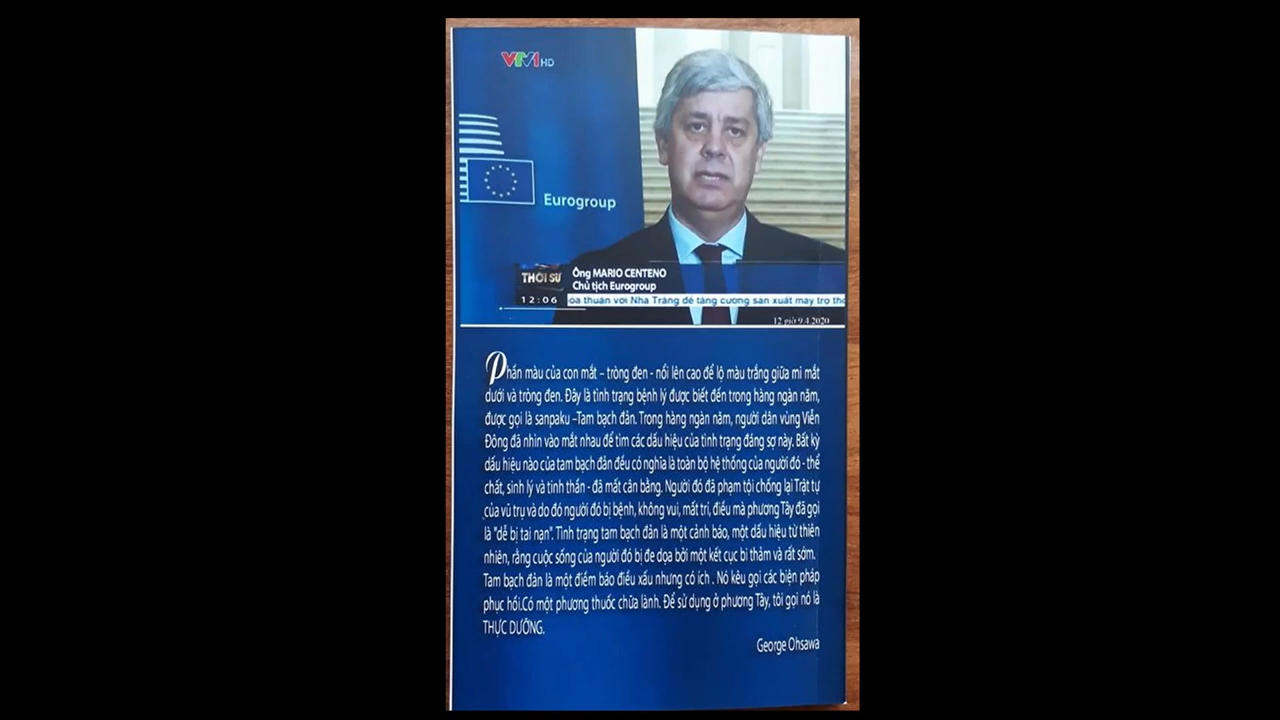 VTV1 HD
Eurogroup
THỜI SỰ
Ông MARIO CENTENO
Chủ tịch Eurogroup
12:06
oa thuận với Nha Trang để tăng cường sản xuất máy trợ thở
12 giờ 9.4.2020
Phần màu của con mắt – tròng đen - nổi lên cao để lộ màu trắng giữa mi mắt
dưới và tròng đen. Đây là tình trạng bệnh lý được biết đến trong hàng ngàn năm,
được gọi là sanpaku –Tam bạch đản. Trong hàng ngàn năm, người dân vùng Viễn
Đông đã nhìn vào mắt nhau để tìm các dấu hiệu của tình trạng đáng sợ này. Bất kỳ
dấu hiệu nào của tam bạch đản đều có nghĩa là toàn bộ hệ thống của người đó - thể
chất, sinh lý và tinh thần - đã mất cân bằng. Người đó đã phạm tội chống lại Trật tự
của vũ trụ và do đó người đó bị bệnh, không vui, mất trí, điều mà phương Tây đã gọi
là "dễ bị tai nạn". Tình trạng tam bạch đản là một cảnh báo, một dấu hiệu từ thiên
nhiên, rằng cuộc sống của người đó bị đe dọa bởi một kết cục bi thảm và rất sớm.
Tam bạch đản là một điềm báo điều xấu nhưng có ích . Nó kêu gọi các biện pháp
phục hồi.Có một phương thuốc chữa lành. Để sử dụng ở phương Tây, tôi gọi nó là
THỰC DƯỠNG.
George Ohsawa